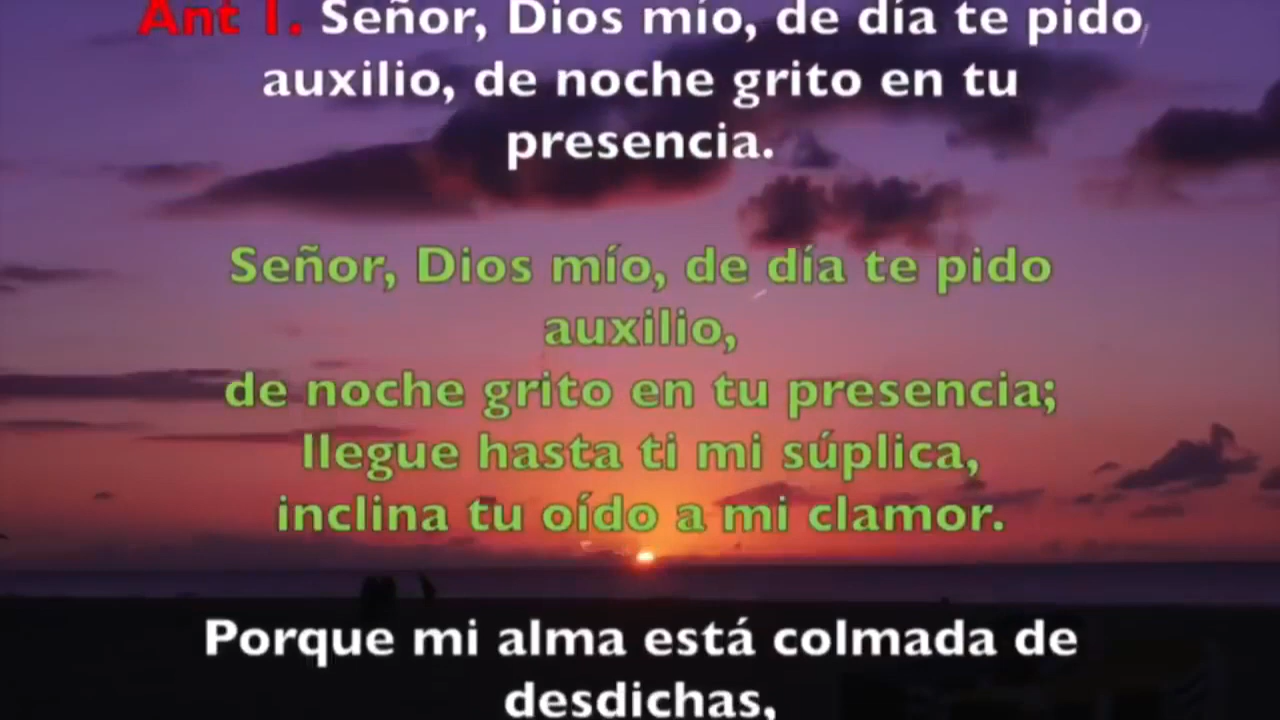 Ant 1. Señor, Dios mío, de día te pido
auxilio, de noche grito en tu
presencia.
Señor, Dios mío, de día te pido
auxilio,
de noche grito en tu presencia;
llegue hasta ti mi súplica,
inclina tu oído a mi clamor.
Porque mi alma está colmada de
desdichas,